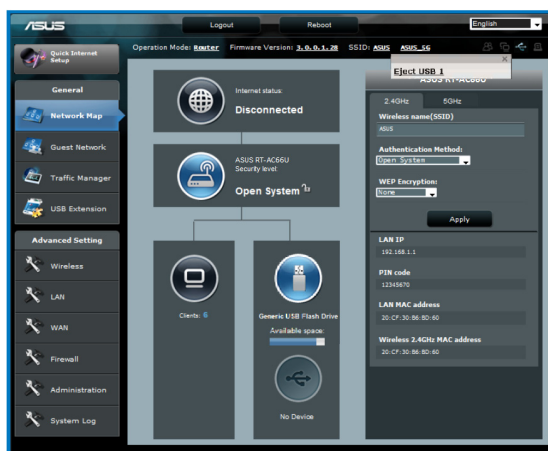 ASUS
Logout
Reboot
English
Quick Internet
Setup
Operation Mode: Router Firmware Version: 3.0.0.1.28 SSID: ASUS ASUS_5G
Eject USB 1
ASUS RT-AC66U
General
Network Map
Guest Network
Traffic Manager
USB Extension
Advanced Setting
Wireless
LAN
WAN
Firewall
Administration
System Log
Internet status:
Disconnected
ASUS RT-AC66U
Security level
Open System
Clients: 6
Generic USB Flash Drive
Available space:
No Device
2.4GHz 5GHz
Wireless name(SSID)
ASUS
Authentication Method:
Open System
WEP Encryption:
None
Apply
LAN IP
192.168.1.1
PIN code
12345670
LAN MAC address
20:CF:30:B6:BD:60
Wireless 2.4GHz MAC address
20:CF:30:B6:BD:60